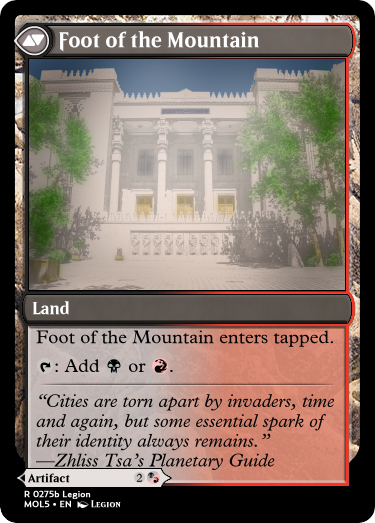 Foot of the Mountain
Land
Foot of the Mountain enters tapped.
: Add or .
“Cities are torn apart by invaders, time
and again, but some essential spark of
their identity always remains.”
—Zhliss Tsa's Planetary Guide
Artifact 2
R 0275b Legion
MOL5 • EN Legion